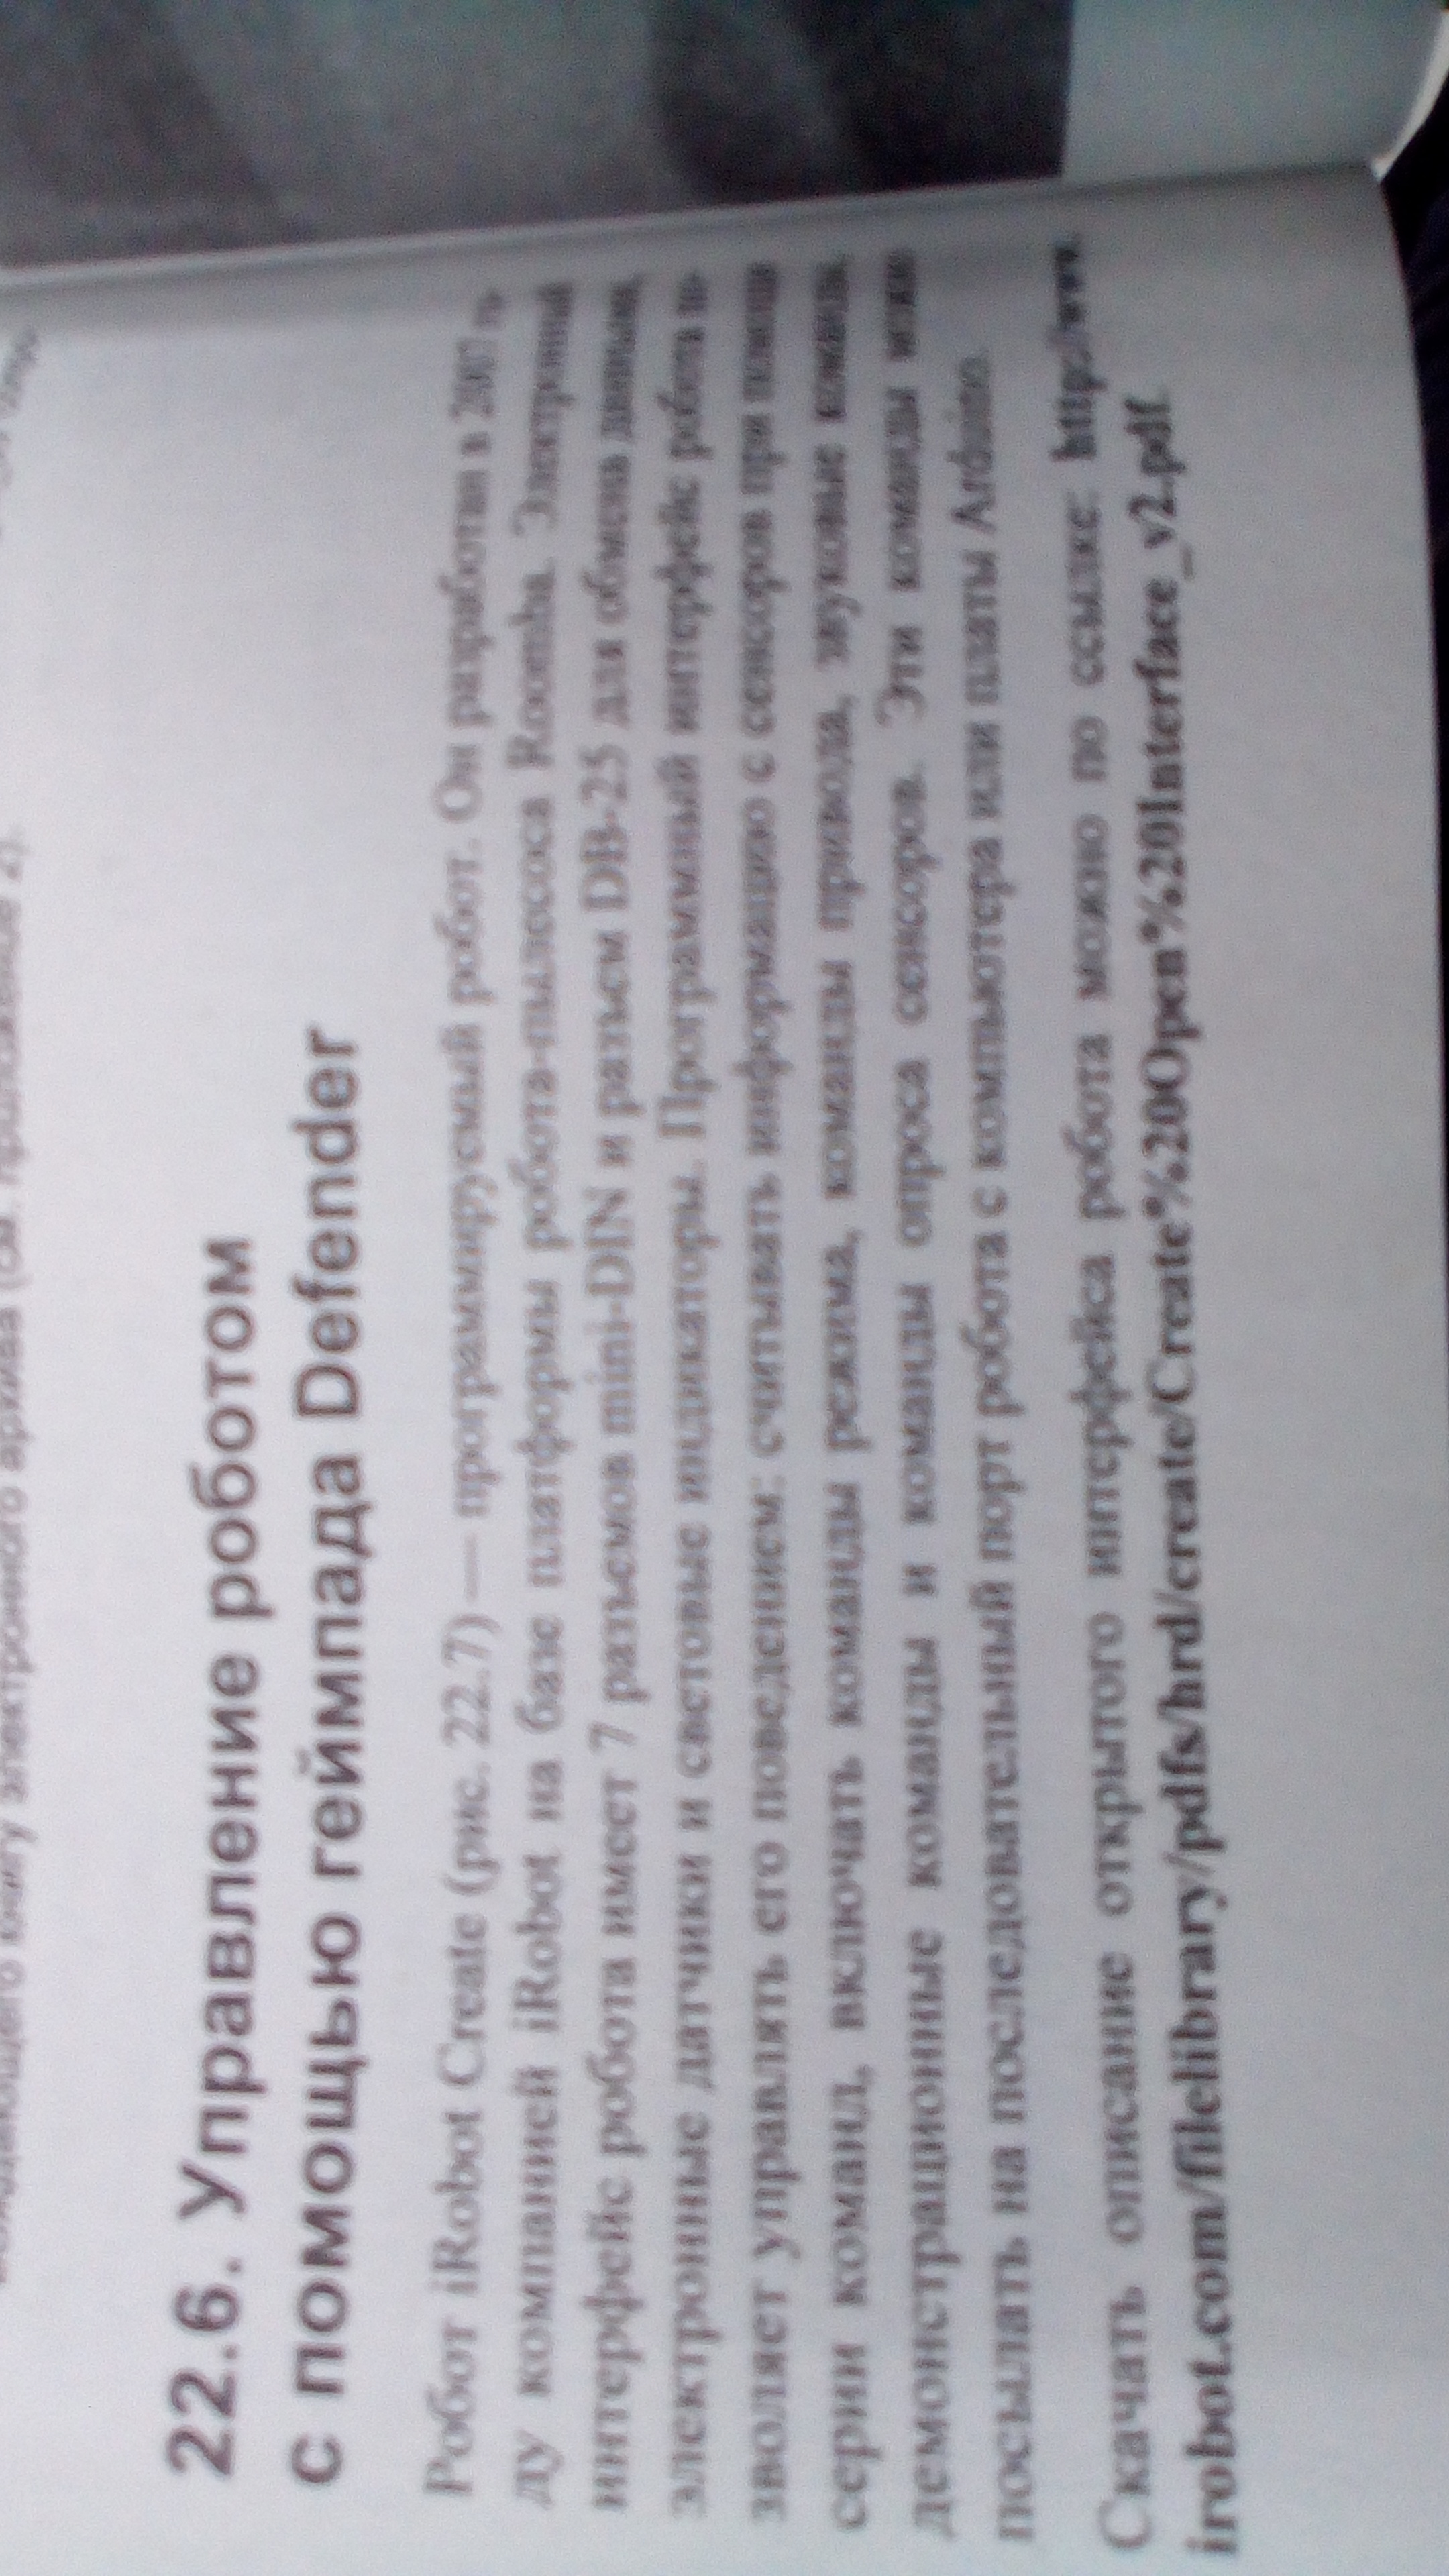 электронного архива (см. приложение 2).
22.6. Управление роботом
с помощью геймпада Defender
Робот iRobot Create (рис. 22.7) — программируемый робот. Он разработан в 2007 го-
ду компанией iRobot на базе платформы робота-пылесоса Roomba. Электронный
интерфейс робота имеет 7 разъемов mini-DIN и разъем DB-25 для обмена данными,
электронные датчики и световые индикаторы. Программный интерфейс робота по-
зволяет управлять его поведением: считывать информацию с сенсоров при помощи
серии команд, включать команды режима, команды привода, звуковые команды,
демонстрационные команды и команды опроса сенсоров. Эти команды можно
посылать на последовательный порт робота с компьютера или платы Arduino.
Скачать описание открытого интерфейса робота можно по ссылке: http://www.
irobot.com/filelibrary/pdfs/hrd/create/Create%20Open%20Interface_v2.pdf.